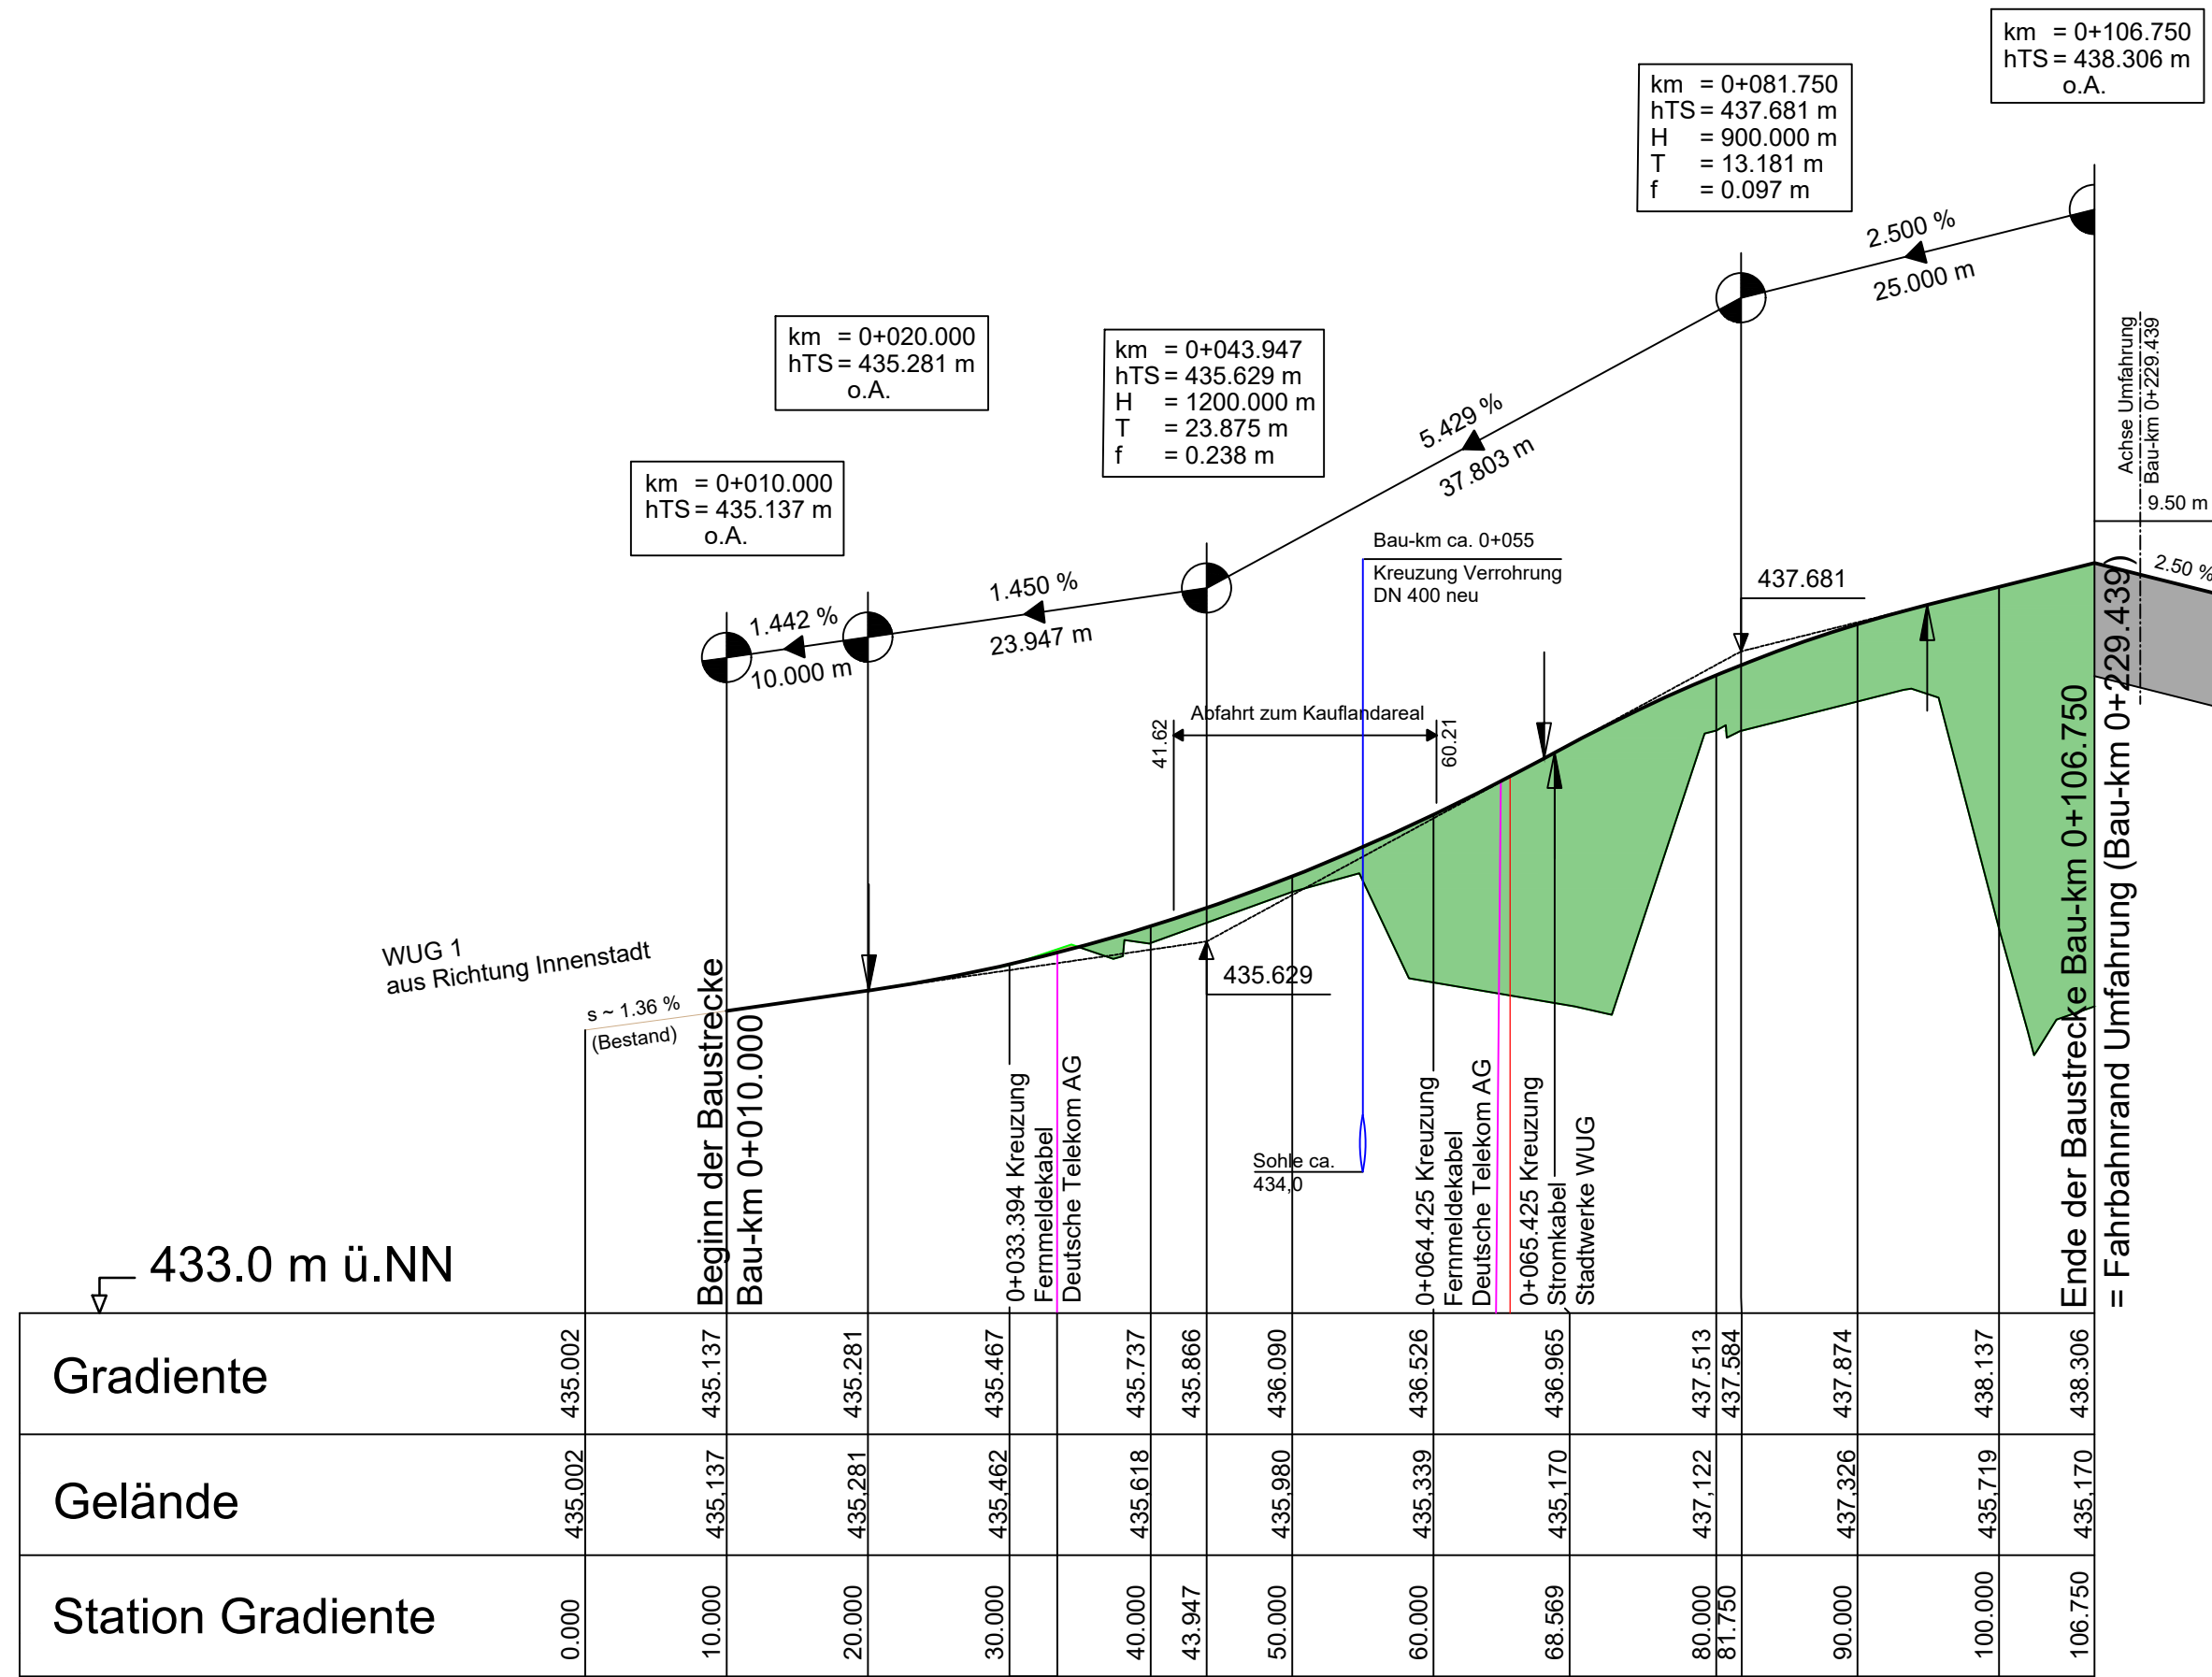 km = 0+106.750
hTS = 438.306 m
o.A.
km = 0+081.750
hTS = 437.681 m
H = 900.000 m
T = 13.181 m
f = 0.097 m
2.500 %
25.000 m
km = 0+020.000
hTS = 435.281 m
o.A.
km = 0+043.947
hTS = 435.629 m
H = 1200.000 m
T = 23.875 m
f = 0.238 m
5.429 %
37.803 m
Achse Umfahrung
Bau-km 0+229.439
9.50 m
km = 0+010.000
hTS = 435.137 m
o.A.
Bau-km ca. 0+055
Kreuzung Verrohrung
DN 400 neu
1.442 %
10.000 m
1.450 %
23.947 m
437.681
2.50 %
41.62
Abfahrt zum Kauflandareal
60.21
WUG 1
aus Richtung Innenstadt
s ~ 1.36 %
(Bestand)
435.629
Beginn der Baustrecke
Bau-km 0+010.000
0+033.394 Kreuzung
Fernmeldekabel
Deutsche Telekom AG
Sohle ca.
434,0
0+064.425 Kreuzung
Fernmeldekabel
Deutsche Telekom AG
0+065.425 Kreuzung
Stromkabel
Stadtwerke WUG
Ende der Baustrecke Bau-km 0+106.750
= Fahrbahnrand Umfahrung (Bau-km 0+229.439)
433.0 m ü.NN
Gradiente 435.002 435.137 435.281 435.467 435.737 435.866 436.090 436.526 436.965 437.513 437.584 437.874 438.137 438.306
Gelände 435,002 435,137 435,281 435,462 435,618 435,980 435,339 435,170 437,122 437,326 435,719 435,170
Station Gradiente 0.000 10.000 20.000 30.000 40.000 43.947 50.000 60.000 68.569 80.000 81.750 90.000 100.000 106.750